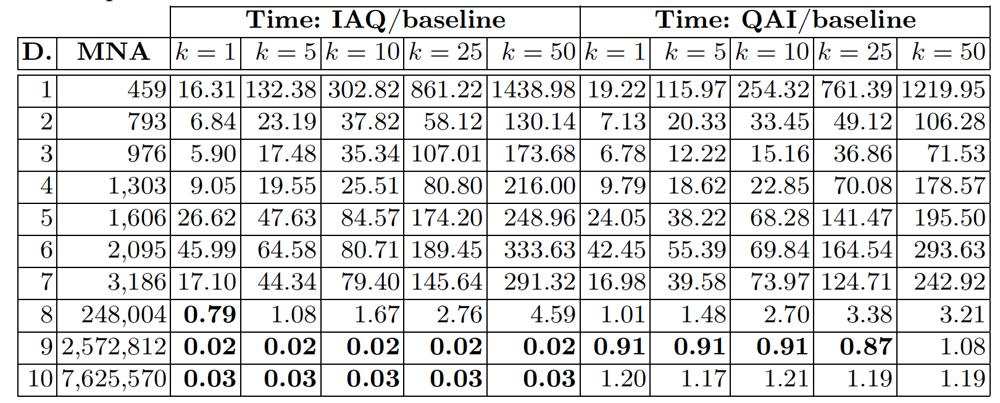 Time: IAQ/baseline Time: QAI/baseline
D. MNA k = 1 k = 5 k = 10 k = 25 k = 50 k = 1 k = 5 k = 10 k = 25 k = 50
1 459 16.31 132.38 302.82 861.22 1438.98 19.22 115.97 254.32 761.39 1219.95
2 793 6.84 23.19 37.82 58.12 130.14 7.13 20.33 33.45 49.12 106.28
3 976 5.90 17.48 35.34 107.01 173.68 6.78 12.22 15.16 36.86 71.53
4 1,303 9.05 19.55 25.51 80.80 216.00 9.79 18.62 22.85 70.08 178.57
5 1,606 26.62 47.63 84.57 174.20 248.96 24.05 38.22 68.28 141.47 195.50
6 2,095 45.99 64.58 80.71 189.45 333.63 42.45 55.39 69.84 164.54 293.63
7 3,186 17.10 44.34 79.40 145.64 291.32 16.98 39.58 73.97 124.71 242.92
8 248,004 0.79 1.08 1.67 2.76 4.59 1.01 1.48 2.70 3.38 3.21
9 2,572,812 0.02 0.02 0.02 0.02 0.02 0.91 0.91 0.91 0.87 1.08
10 7,625,570 0.03 0.03 0.03 0.03 0.03 1.20 1.17 1.21 1.19 1.19